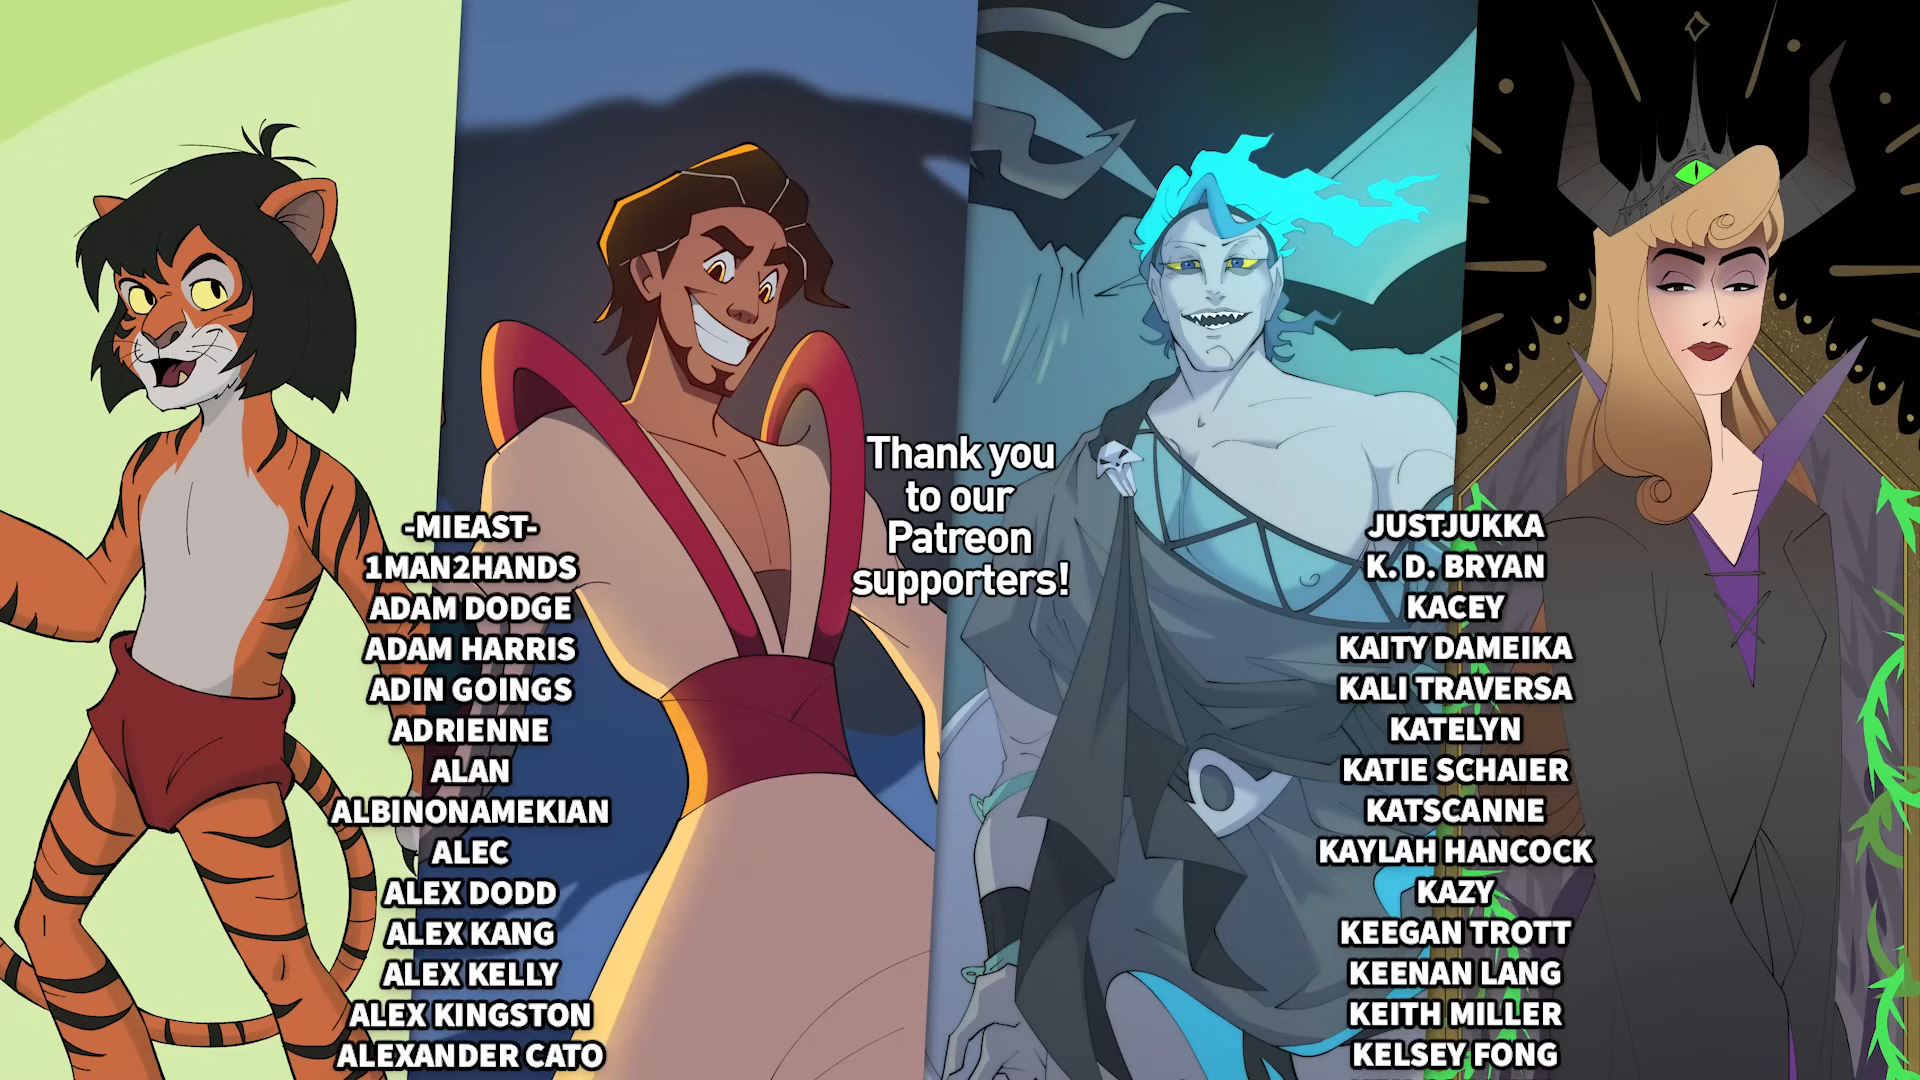 Thank you
to our
Patreon
supporters!
-MIEAST-
1MAN2HANDS
ADAM DODGE
ADAM HARRIS
ADIN GOINGS
ADRIENNE
ALAN
ALBINONAMEKIAN
ALEC
ALEX DODD
ALEX KANG
ALEX KELLY
ALEX KINGSTON
ALEXANDER CATO
JUSTJUKKA
K. D. BRYAN
KACEY
KAITY DAMEIKA
KALI TRAVERSA
KATELYN
KATIE SCHAIER
KATSCANNE
KAYLAH HANCOCK
KAZY
KEEGAN TROTT
KEENAN LANG
KEITH MILLER
KELSEY FONG